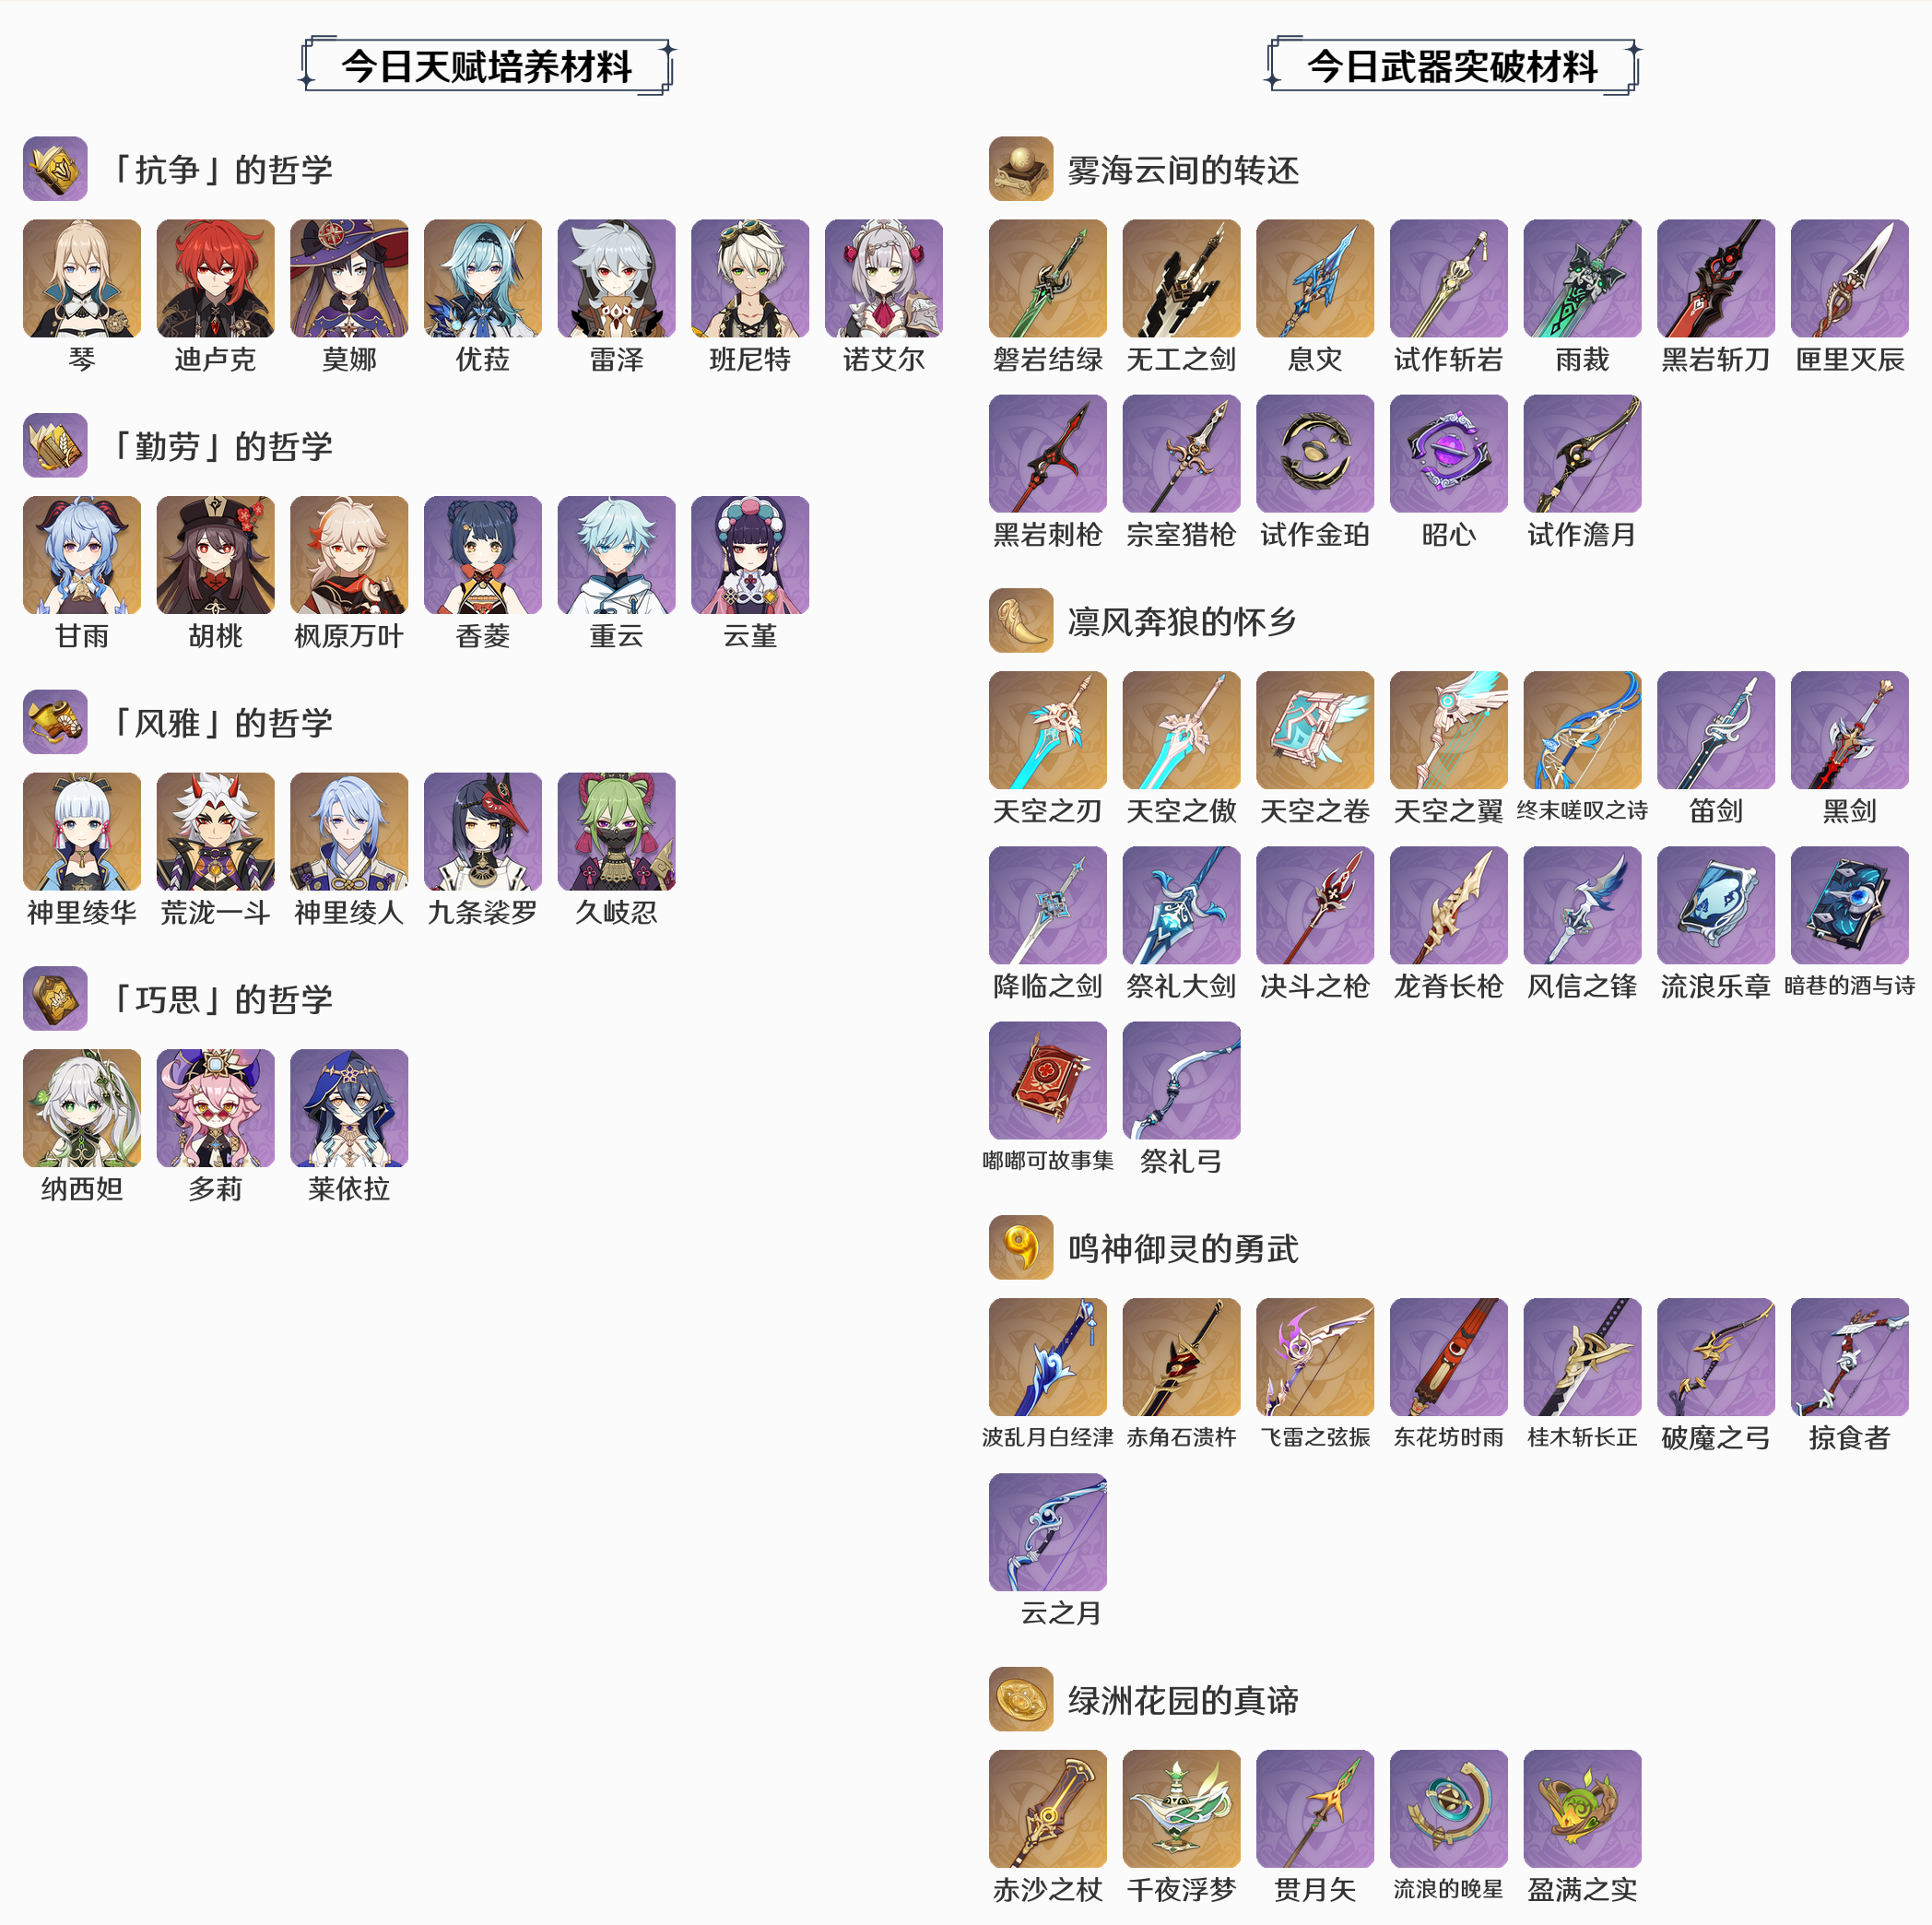 今日天赋培养材料
「抗争」的哲学
琴 迪卢克 莫娜 优菈 雷泽 班尼特 诺艾尔
「勤劳」的哲学
甘雨 胡桃 枫原万叶 香菱 重云 云堇
「风雅」的哲学
神里绫华 荒泷一斗 神里绫人 九条裟罗 久岐忍
「巧思」的哲学
纳西妲 多莉 莱依拉
今日武器突破材料
雾海云间的转还
磐岩结绿 无工之剑 息灾 试作斩岩 雨裁 黑岩斩刀 匣里灭辰
黑岩刺枪 宗室猎枪 试作金珀 昭心 试作澹月
凛风奔狼的怀乡
天空之刃 天空之傲 天空之卷 天空之翼 终末嗟叹之诗 笛剑 黑剑
降临之剑 祭礼大剑 决斗之枪 龙脊长枪 风信之锋 流浪乐章 暗巷的酒与诗
嘟嘟可故事集 祭礼弓
鸣神御灵的勇武
波乱月白经津 赤角石溃杵 飞雷之弦振 东花坊时雨 桂木斩长正 破魔之弓 掠食者
云之月
绿洲花园的真谛
赤沙之杖 千夜浮梦 贯月矢 流浪的晚星 盈满之实